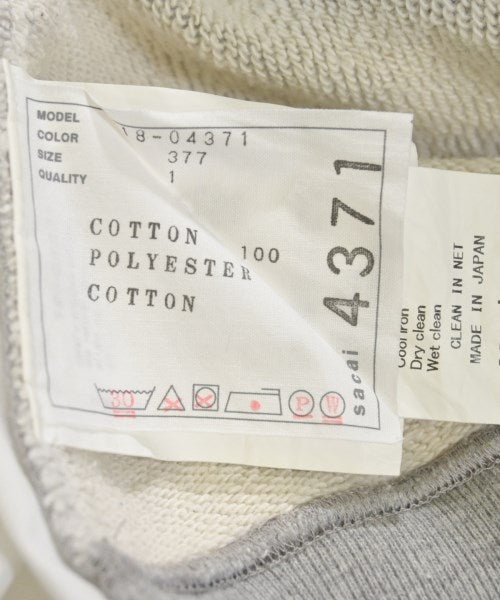 MODEL 18-04371
COLOR 377
SIZE 1
QUALITY
COTTON 100
POLYESTER
COTTON
30
P
W
sacai 4371
Cool iron
Dry clean
Wet clean
CLEAN IN NET
MADE IN JAPAN